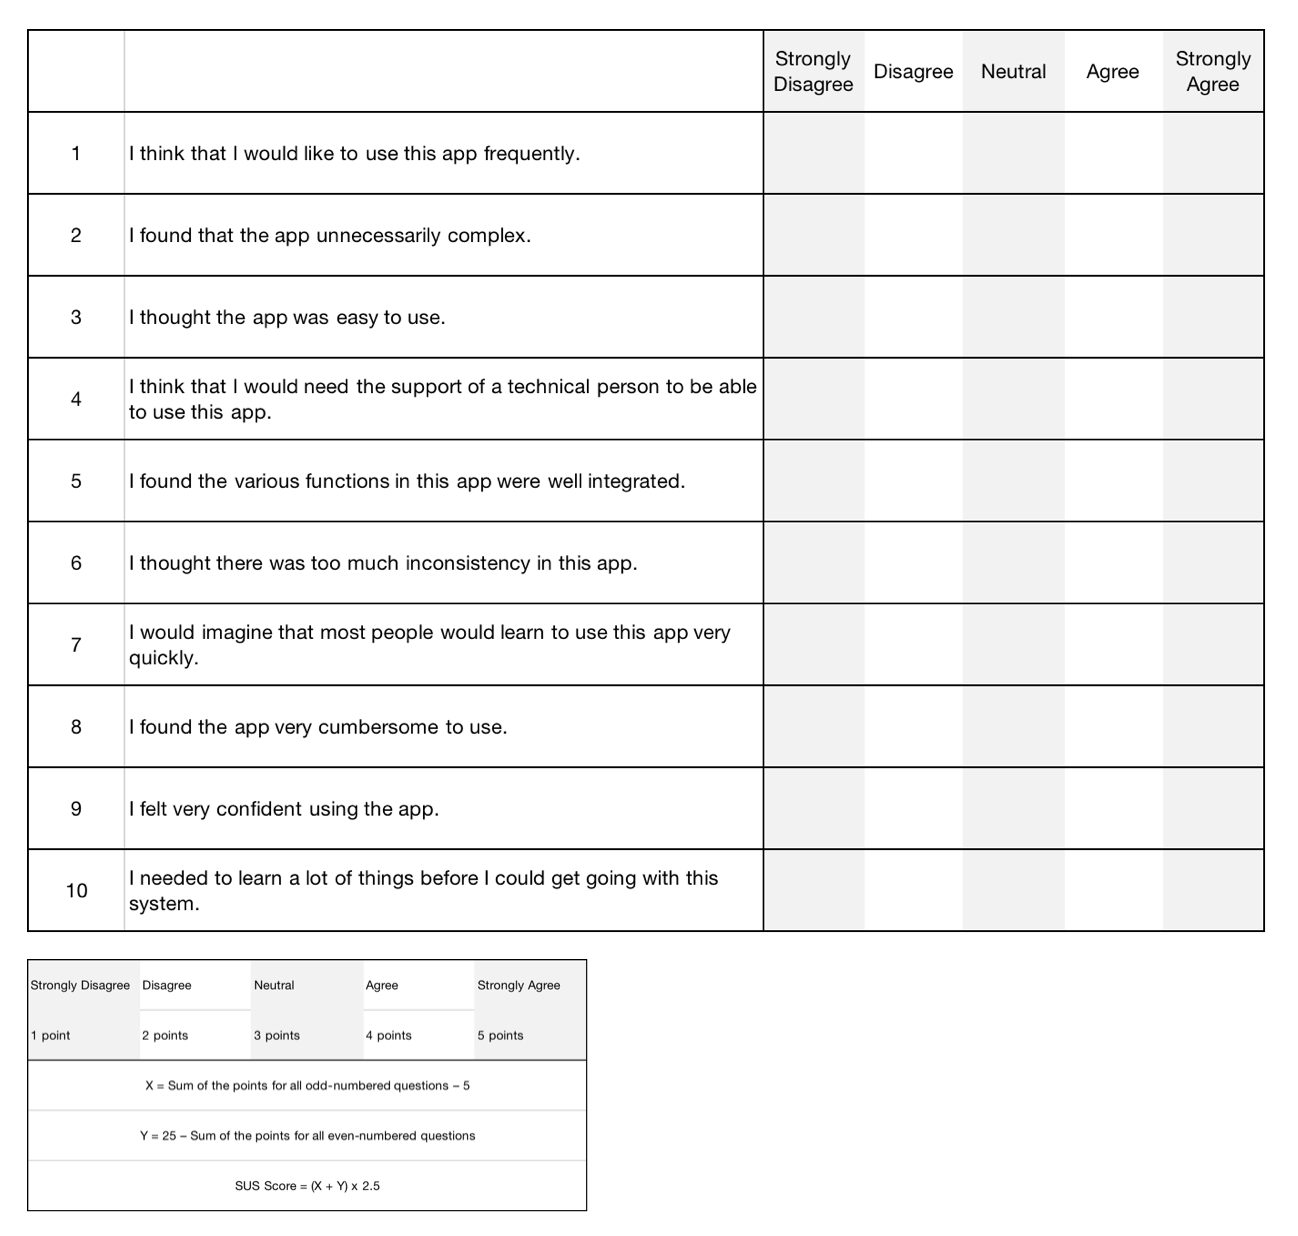 Strongly Disagree Disagree Neutral Agree Strongly Agree
1 I think that I would like to use this app frequently.
2 I found that the app unnecessarily complex.
3 I thought the app was easy to use.
4 I think that I would need the support of a technical person to be able
to use this app.
5 I found the various functions in this app were well integrated.
6 I thought there was too much inconsistency in this app.
7 I would imagine that most people would learn to use this app very
quickly.
8 I found the app very cumbersome to use.
9 I felt very confident using the app.
10 I needed to learn a lot of things before I could get going with this
system.
Strongly Disagree Disagree Neutral Agree Strongly Agree
1 point 2 points 3 points 4 points 5 points
X = Sum of the points for all odd-numbered questions – 5
Y = 25 – Sum of the points for all even-numbered questions
SUS Score = (X + Y) x 2.5